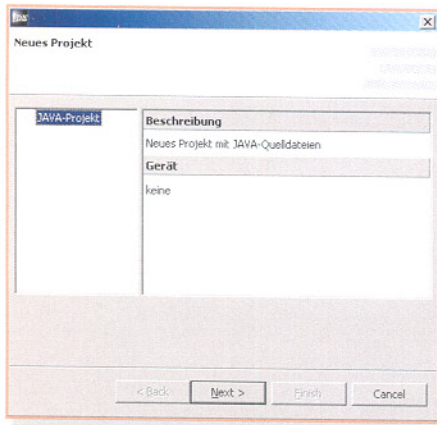 Neues Projekt
JAVA-Projekt
Beschreibung
Neues Projekt mit JAVA-Quelldateien
Gerät
keine
< Back
Next >
Finish
Cancel